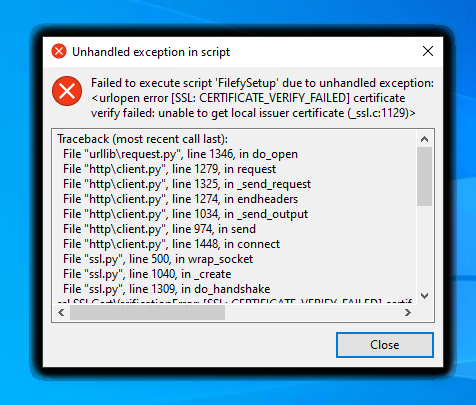 Unhandled exception in script
Failed to execute script 'FilefySetup' due to unhandled exception:
<urlopen error [SSL: CERTIFICATE_VERIFY_FAILED] certificate
verify failed: unable to get local issuer certificate (_ssl.c:1129)>
Traceback (most recent call last):
File "urllib\request.py", line 1346, in do_open
File "http\client.py", line 1279, in request
File "http\client.py", line 1325, in _send_request
File "http\client.py", line 1274, in endheaders
File "http\client.py", line 1034, in _send_output
File "http\client.py", line 974, in send
File "http\client.py", line 1448, in connect
File "ssl.py", line 500, in wrap_socket
File "ssl.py", line 1040, in _create
File "ssl.py", line 1309, in do_handshake
ssl.SSLCertVerificationError: [SSL: CERTIFICATE_VERIFY_FAILED] certif
Close